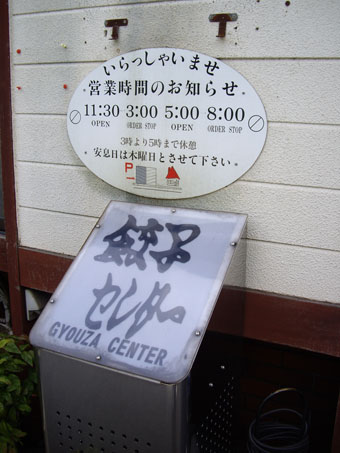 いらっしゃいませ
営業時間のお知らせ
11:30 3:00 5:00 8:00
OPEN ORDER STOP OPEN ORDER STOP
3時より5時まで休憩
安息日は木曜日とさせて下さい。
P
餃子
センター
GYOUZA CENTER